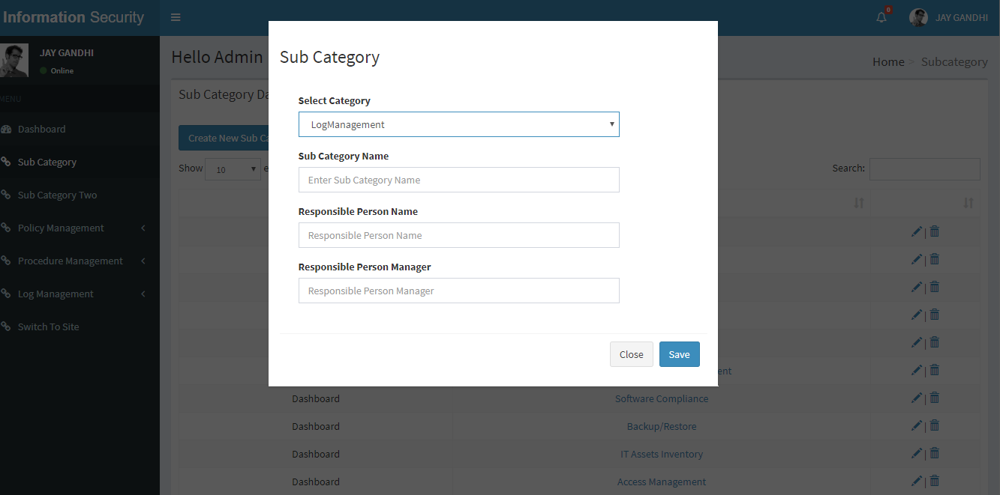 Information Security
0
JAY GANDHI
JAY GANDHI
Online
MENU
Dashboard
Sub Category
Sub Category Two
Policy Management
Procedure Management
Log Management
Switch To Site
Hello Admin
Home > Subcategory
Sub Category Da
Create New Sub Ca
Show 10 e
Search:
Sub Category
Select Category
LogManagement
Sub Category Name
Enter Sub Category Name
Responsible Person Name
Responsible Person Name
Responsible Person Manager
Responsible Person Manager
Close Save
ent
Dashboard Software Compliance
Dashboard Backup/Restore
Dashboard IT Assets Inventory
Dashboard Access Management